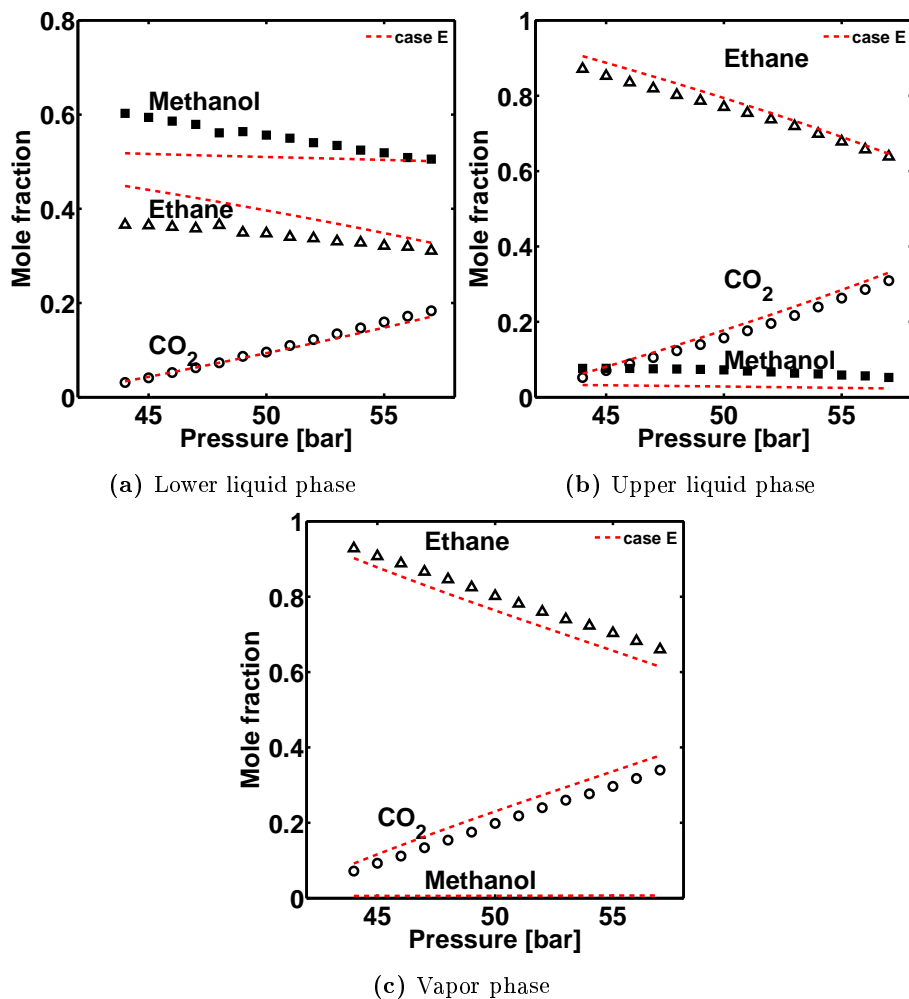 0.8
case E
Methanol
0.6
Mole fraction
0.4
Ethane
0.2
CO2
0
45 50 55
Pressure [bar]
(a) Lower liquid phase
1
case E
Ethane
0.8
Mole fraction
0.6
0.4
CO2
0.2
Methanol
0
45 50 55
Pressure [bar]
(b) Upper liquid phase
1
Ethane
case E
0.8
Mole fraction
0.6
0.4
CO2
0.2
Methanol
0
45 50 55
Pressure [bar]
(c) Vapor phase